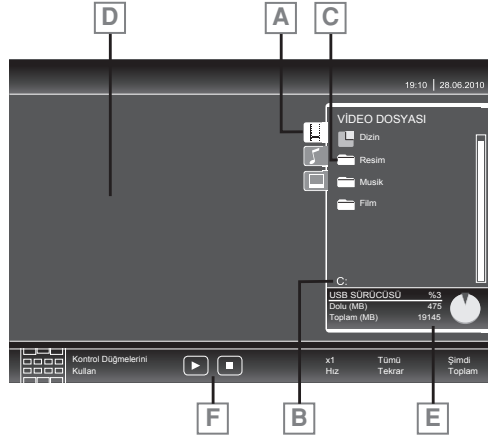 D
A
C
19:10 | 28.06.2010
VİDEO DOSYASI
Dizin
Resim
Musik
Film
C:
USB SÜRÜCÜSÜ %3
Dolu (MB) 475
Toplam (MB) 19145
Kontrol Düğmelerini
Kullan
x1
Hız
Tümü
Tekrar
Şimdi
Toplam
F
B
E